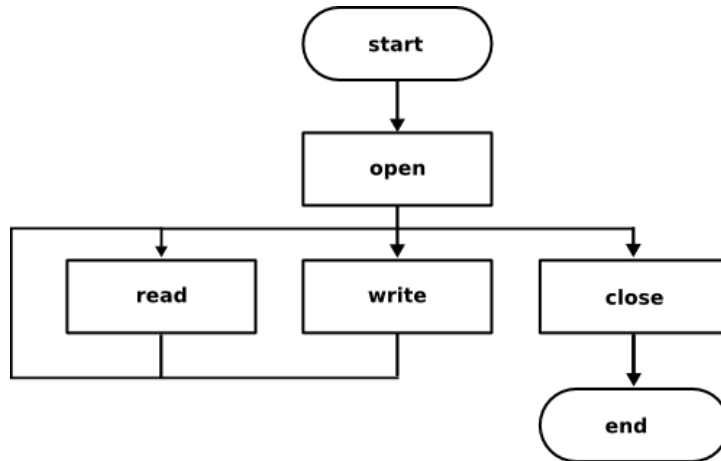 start
open
read
write
close
end